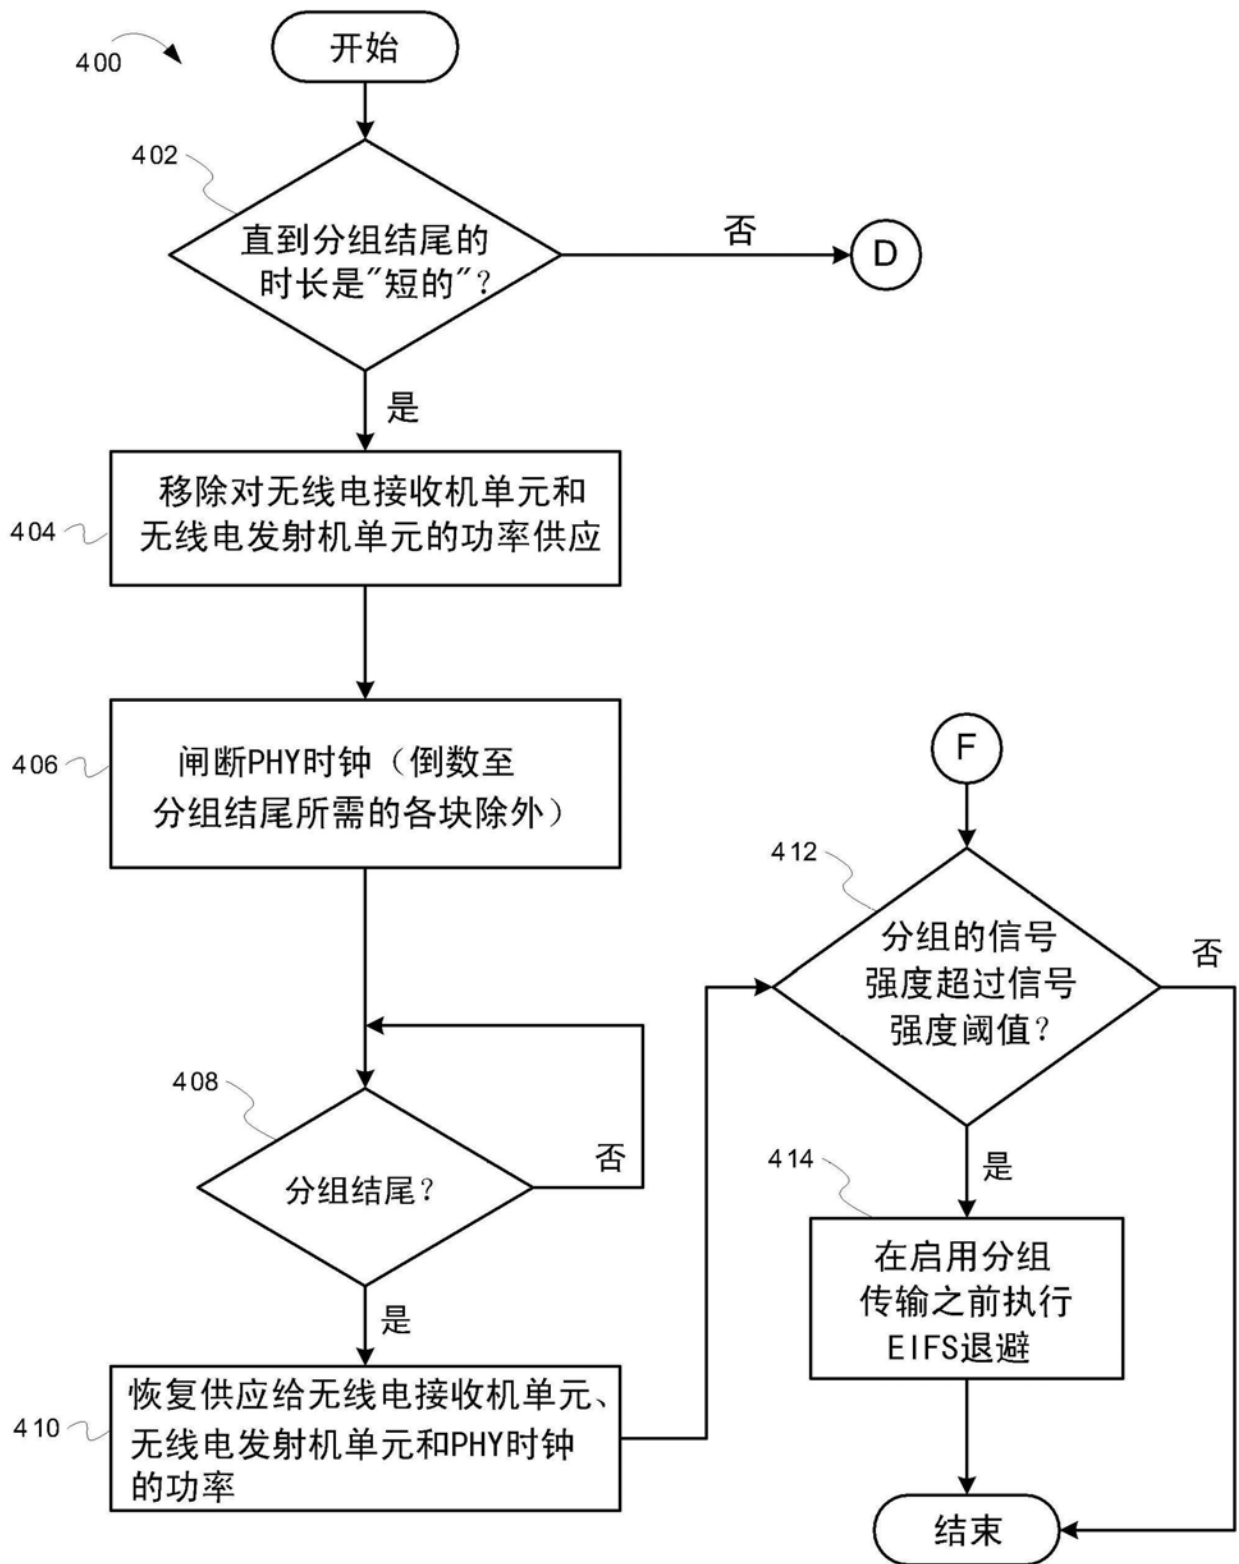 400
开始
402
直到分组结尾的
时长是"短的"?
否
D
是
404
移除对无线电接收机单元和
无线电发射机单元的功率供应
406
闸断PHY时钟（倒数至
分组结尾所需的各块除外）
408
分组结尾?
否
是
410
恢复供应给无线电接收机单元、
无线电发射机单元和PHY时钟
的功率
F
412
分组的信号
强度超过信号
强度阈值?
否
是
414
在启用分组
传输之前执行
EIFS退避
结束